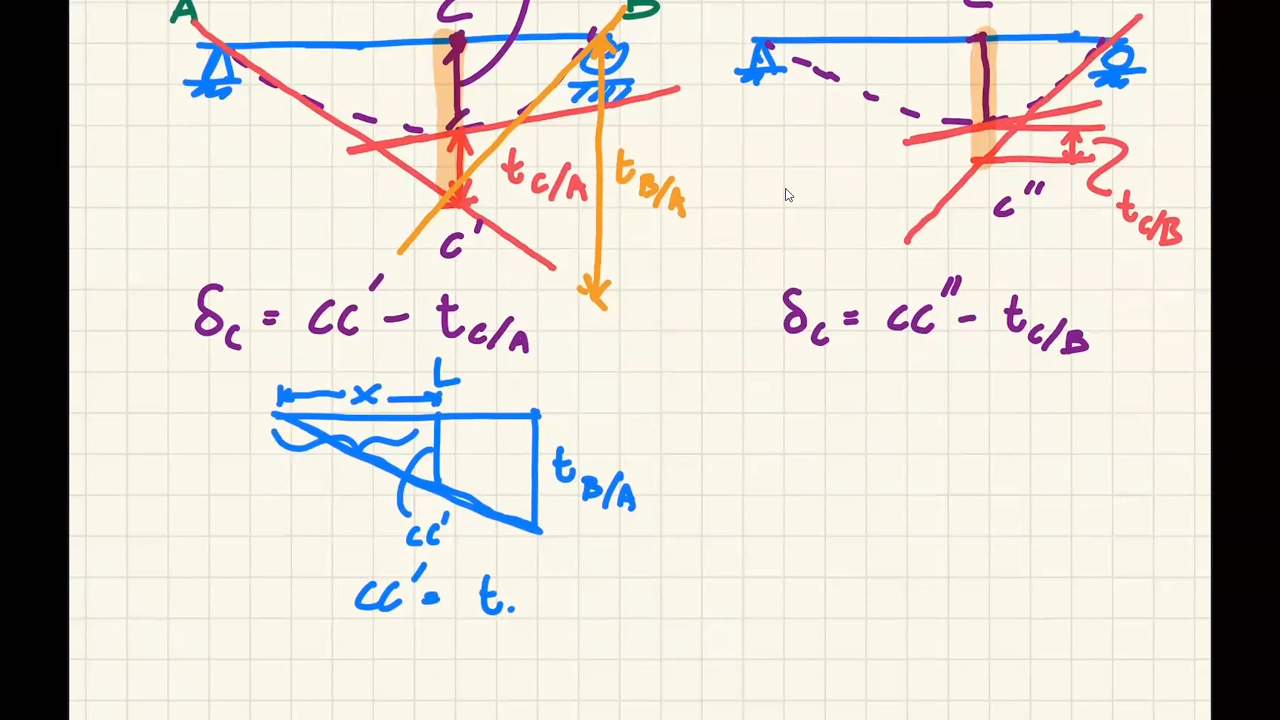 A
C
B
C
A
B
t C/A
t B/A
C'
C"
t C/B
δC = CC' - t C/A
δC = CC" - t C/B
L
x
t B/A
CC'
CC' = t.